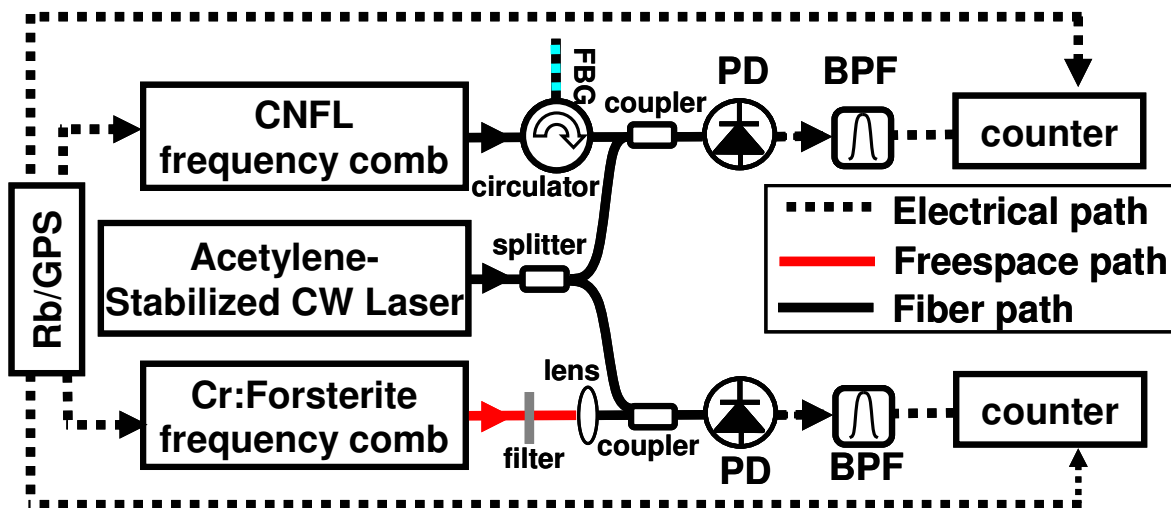 FBG
PD
BPF
coupler
CNFL
frequency comb
counter
circulator
Rb/GPS
Acetylene-
Stabilized CW Laser
splitter
Electrical path
Freespace path
Fiber path
Cr:Forsterite
frequency comb
lens
filter
coupler
PD
BPF
counter